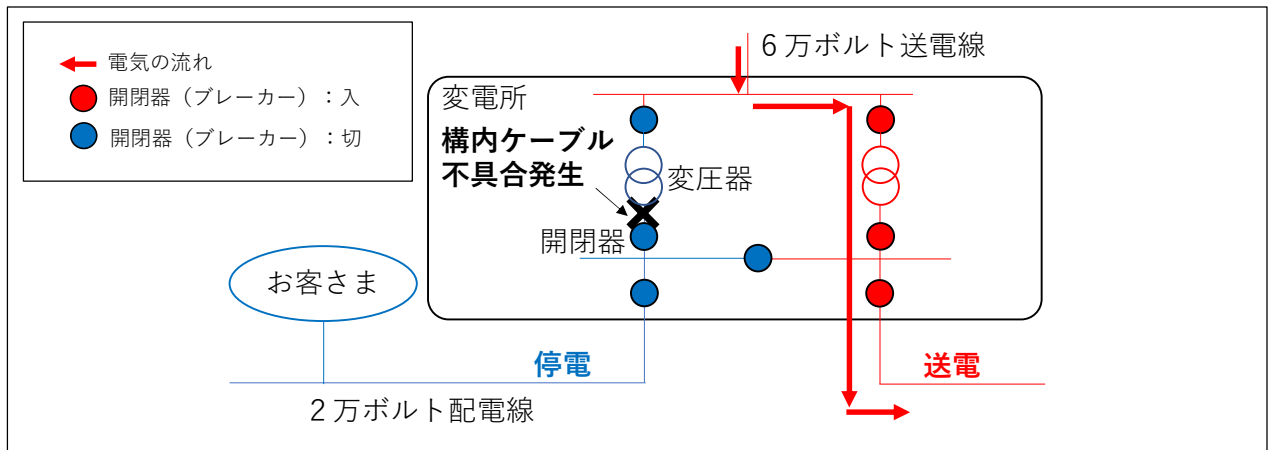 電気の流れ
開閉器（ブレーカー）：入
開閉器（ブレーカー）：切
６万ボルト送電線
変電所
構内ケーブル
不具合発生
変圧器
開閉器
お客さま
停電
送電
２万ボルト配電線